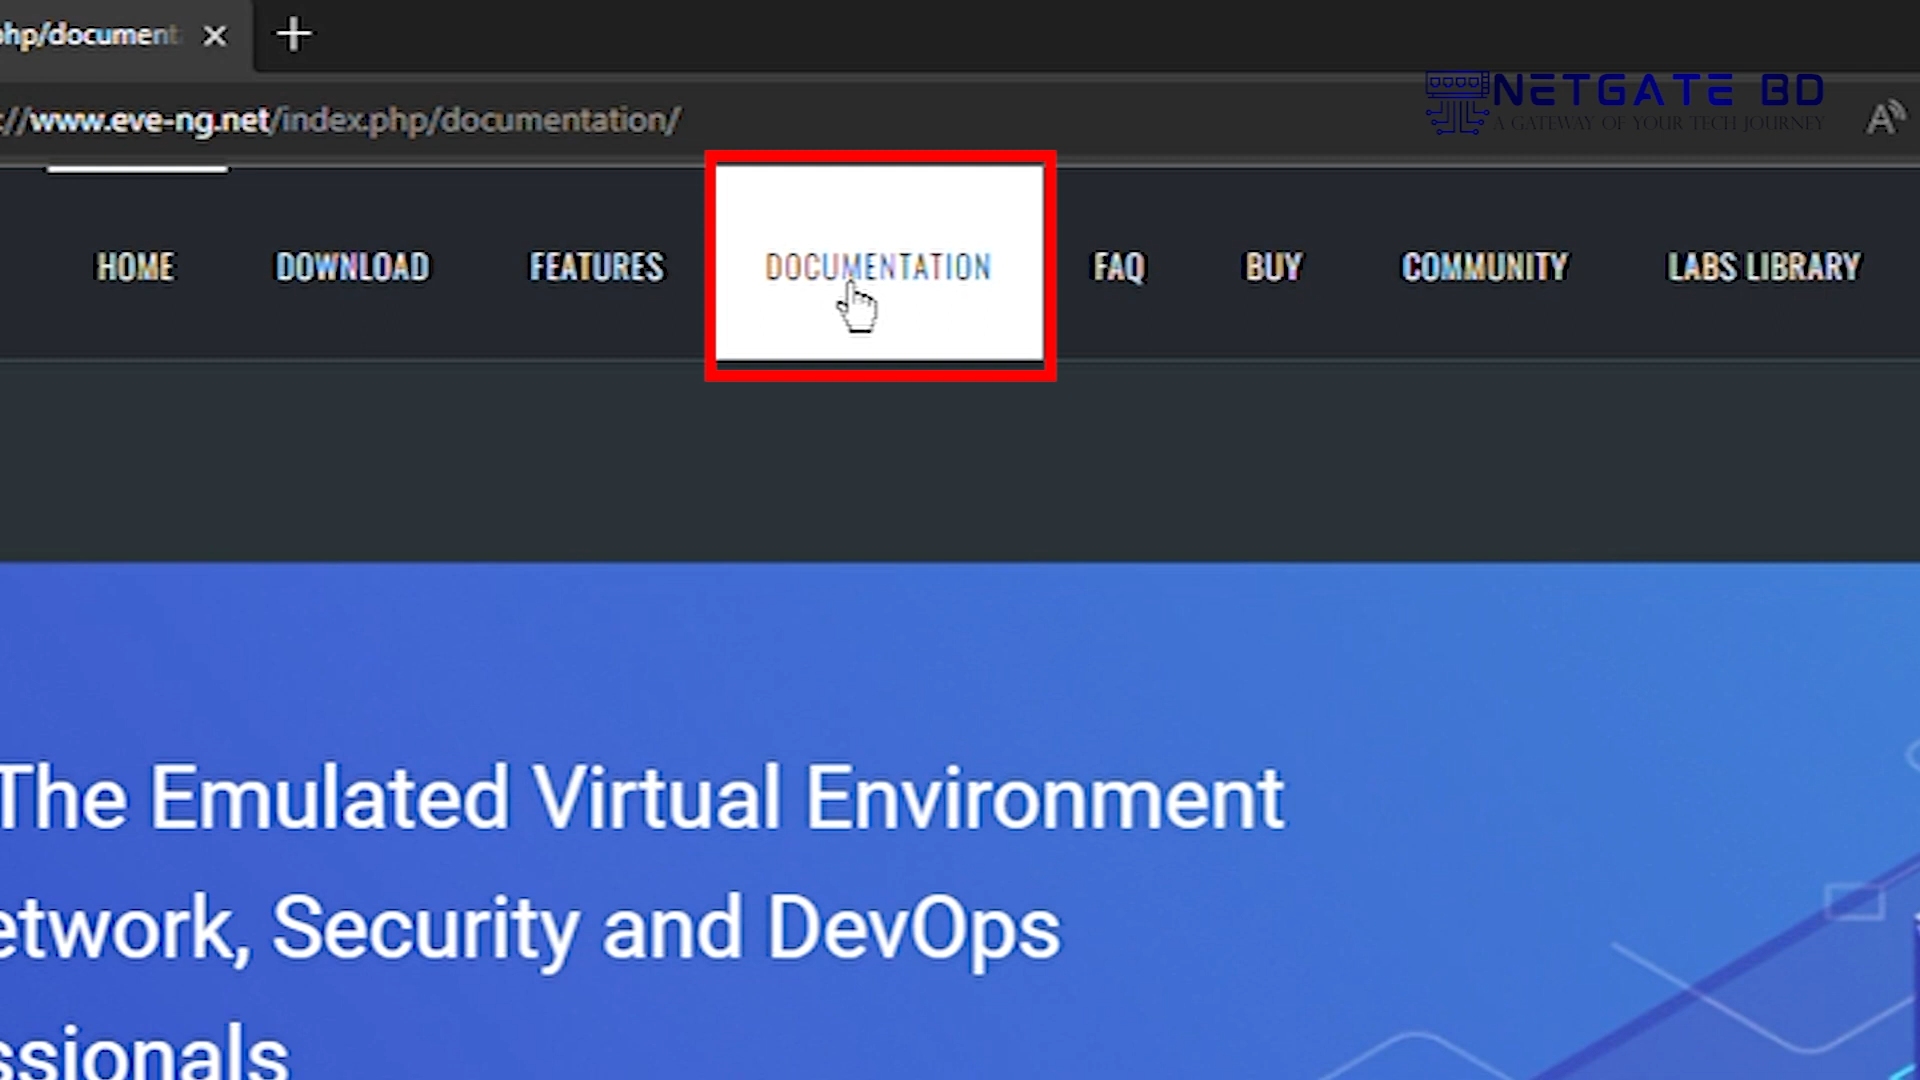 hp/document
NETGATE BD
A GATEWAY OF YOUR TECH JOURNEY
://www.eve-ng.net/index.php/documentation/
HOME DOWNLOAD FEATURES DOCUMENTATION FAQ BUY COMMUNITY LABS LIBRARY
The Emulated Virtual Environment
etwork, Security and DevOps
ssionals